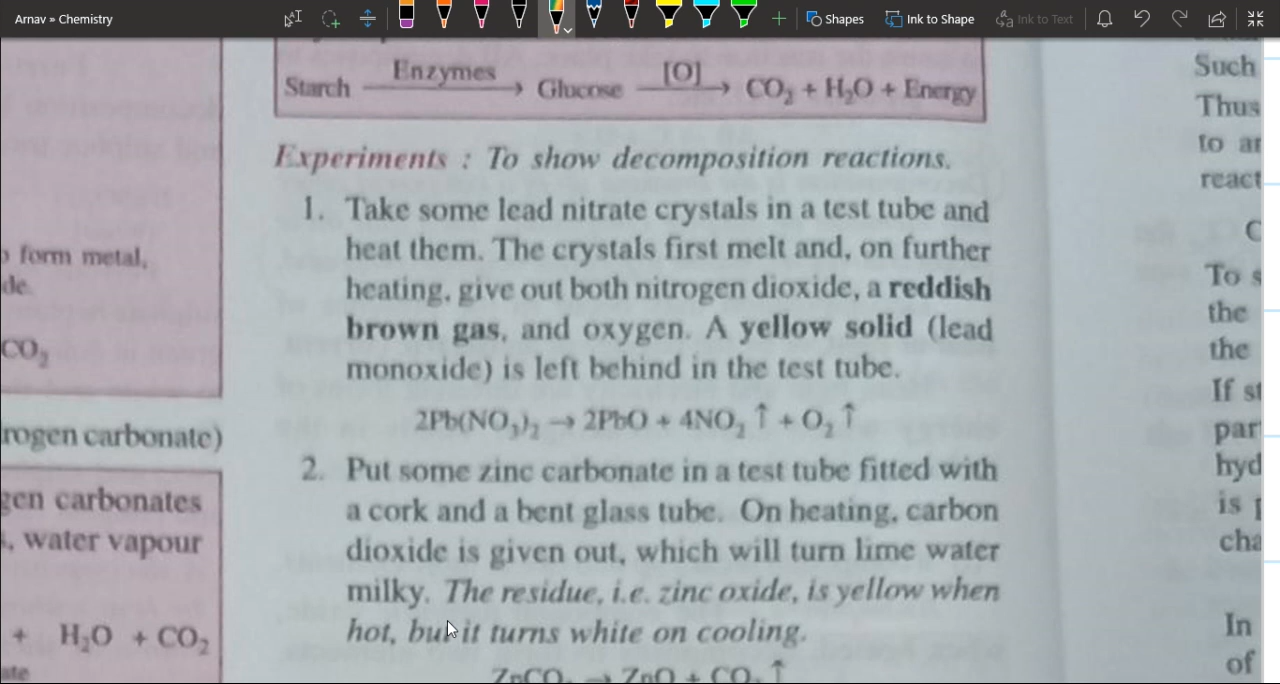 Arnav » Chemistry
Shapes
Ink to Shape
Ink to Text
Starch —Enzymes→ Glucose —[O]→ CO₂ + H₂O + Energy
Experiments : To show decomposition reactions.
1. Take some lead nitrate crystals in a test tube and
heat them. The crystals first melt and, on further
heating, give out both nitrogen dioxide, a reddish
brown gas, and oxygen. A yellow solid (lead
monoxide) is left behind in the test tube.
2Pb(NO₃)₂ → 2PbO + 4NO₂ ↑ + O₂ ↑
2. Put some zinc carbonate in a test tube fitted with
a cork and a bent glass tube. On heating, carbon
dioxide is given out, which will turn lime water
milky. The residue, i.e. zinc oxide, is yellow when
hot, but it turns white on cooling.
ZnCO₃ → ZnO + CO₂ ↑
form metal,
de.
CO₂
rogen carbonate)
gen carbonates
, water vapour
+ H₂O + CO₂
ate
Such
Thus
to
react
C
To
the
the
If
par
hyd
is
cha
In
of